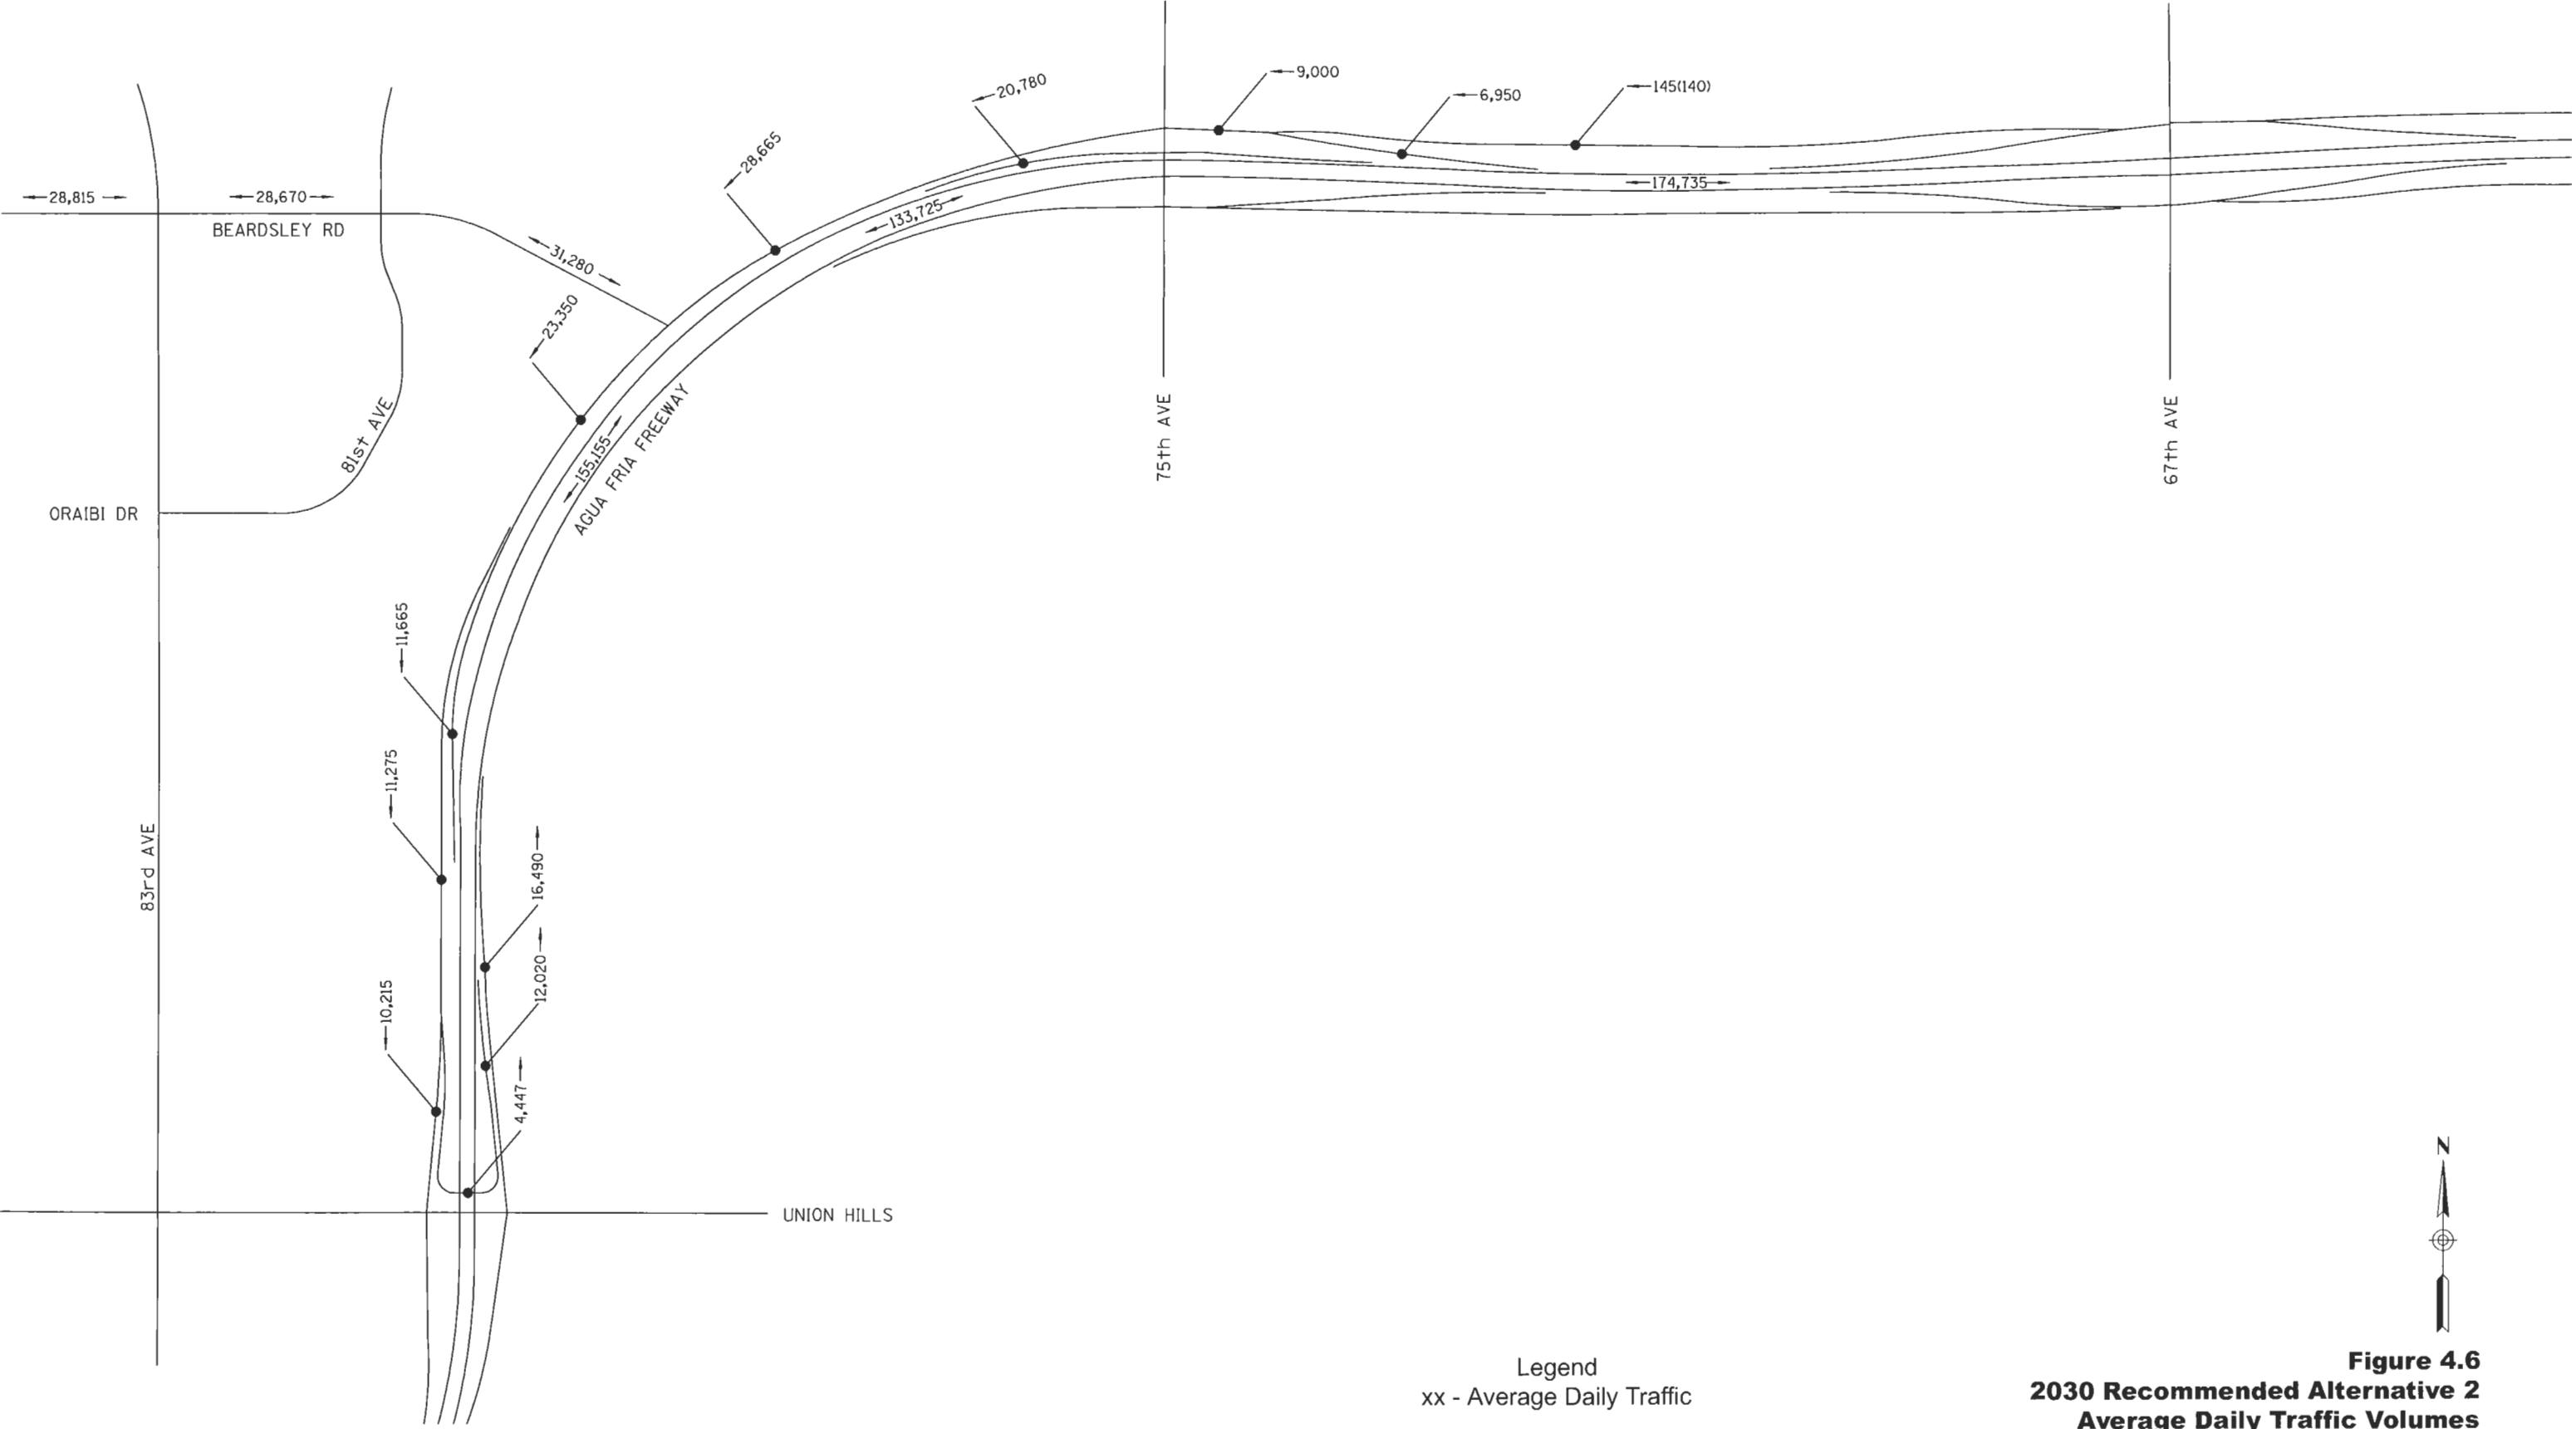 9,000
20,780
145(140)
6,950
28,665
174,735
28,815
28,670
133,725
BEARDSLEY RD
31,280
23,350
75th AVE
67th AVE
81st AVE
155,155
AGUA FRIA FREEWAY
ORAIBI DR
11,665
11,275
83rd AVE
16,490
12,020
10,215
4,447
UNION HILLS
N
Legend
xx - Average Daily Traffic
Figure 4.6
2030 Recommended Alternative 2
Average Daily Traffic Volumes